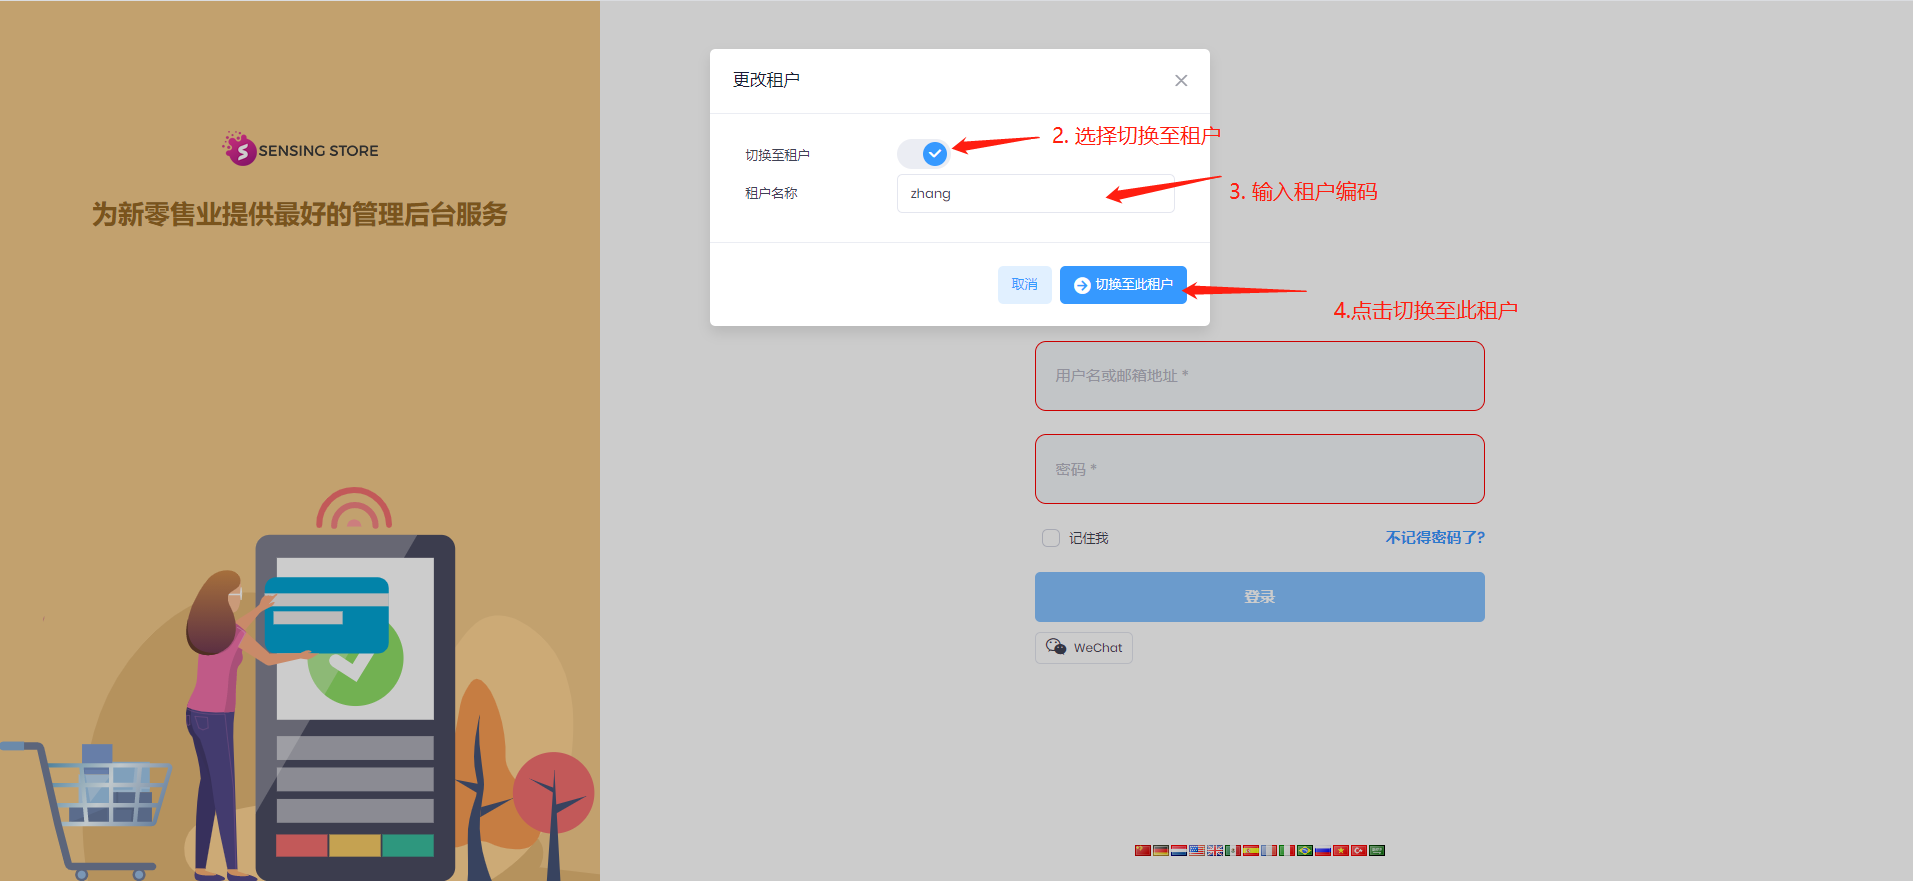 SENSING STORE
为新零售业提供最好的管理后台服务
更改租户
切换至租户
2. 选择切换至租户
租户名称
zhang
3. 输入租户编码
取消
切换至此租户
4.点击切换至此租户
用户名或邮箱地址 *
密码 *
记住我
不记得密码了?
登录
WeChat